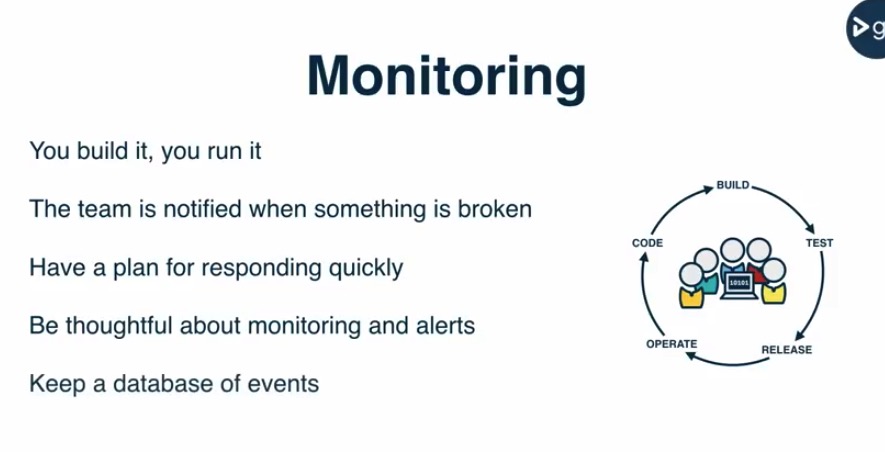 Monitoring
You build it, you run it
The team is notified when something is broken
Have a plan for responding quickly
Be thoughtful about monitoring and alerts
Keep a database of events
BUILD
CODE
TEST
10101
OPERATE
RELEASE